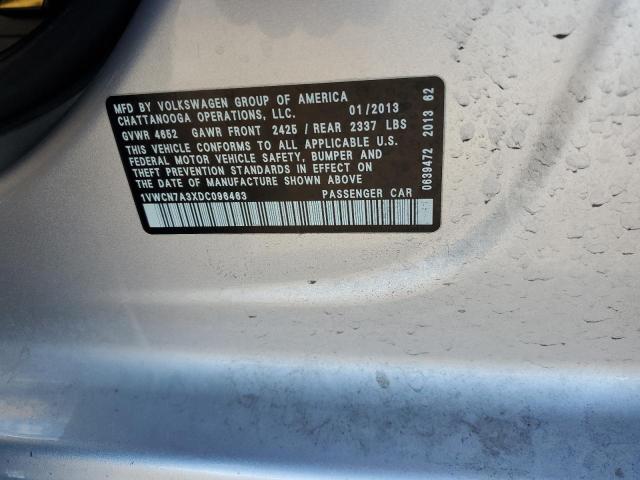 MFD BY VOLKSWAGEN GROUP OF AMERICA
CHATTANOOGA OPERATIONS, LLC. 01/2013
GVWR 4652 GAWR FRONT 2425 / REAR 2337 LBS
THIS VEHICLE CONFORMS TO ALL APPLICABLE U.S.
FEDERAL MOTOR VEHICLE SAFETY, BUMPER AND
THEFT PREVENTION STANDARDS IN EFFECT
ON THE DATE OF MANUFACTURE SHOWN ABOVE
1VWCN7A3XDC096463 PASSENGER CAR
0639472 2013 62